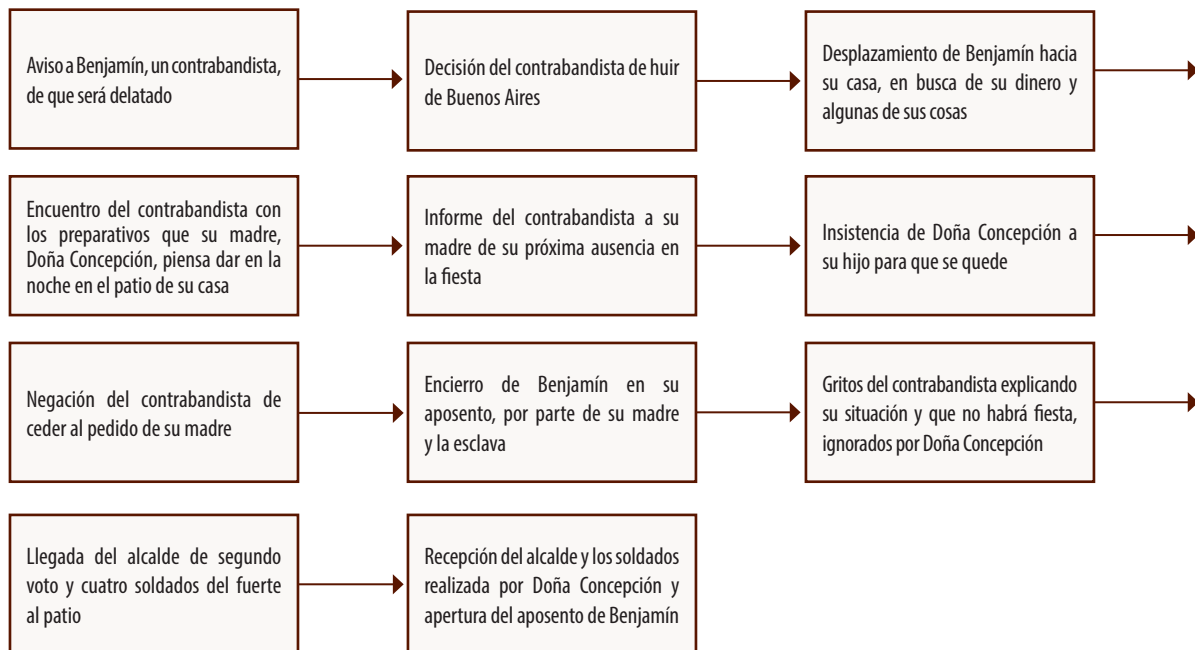 Aviso a Benjamín, un contrabandista,
de que será delatado
Decisión del contrabandista de huir
de Buenos Aires
Desplazamiento de Benjamín hacia
su casa, en busca de su dinero y
algunas de sus cosas
Encuentro del contrabandista con
los preparativos que su madre,
Doña Concepción, piensa dar en la
noche en el patio de su casa
Informe del contrabandista a su
madre de su próxima ausencia en
la fiesta
Insistencia de Doña Concepción a
su hijo para que se quede
Negación del contrabandista de
ceder al pedido de su madre
Encierro de Benjamín en su
aposento, por parte de su madre
y la esclava
Gritos del contrabandista explicando
su situación y que no habrá fiesta,
ignorados por Doña Concepción
Llegada del alcalde de segundo
voto y cuatro soldados del fuerte
al patio
Recepción del alcalde y los soldados
realizada por Doña Concepción y
apertura del aposento de Benjamín